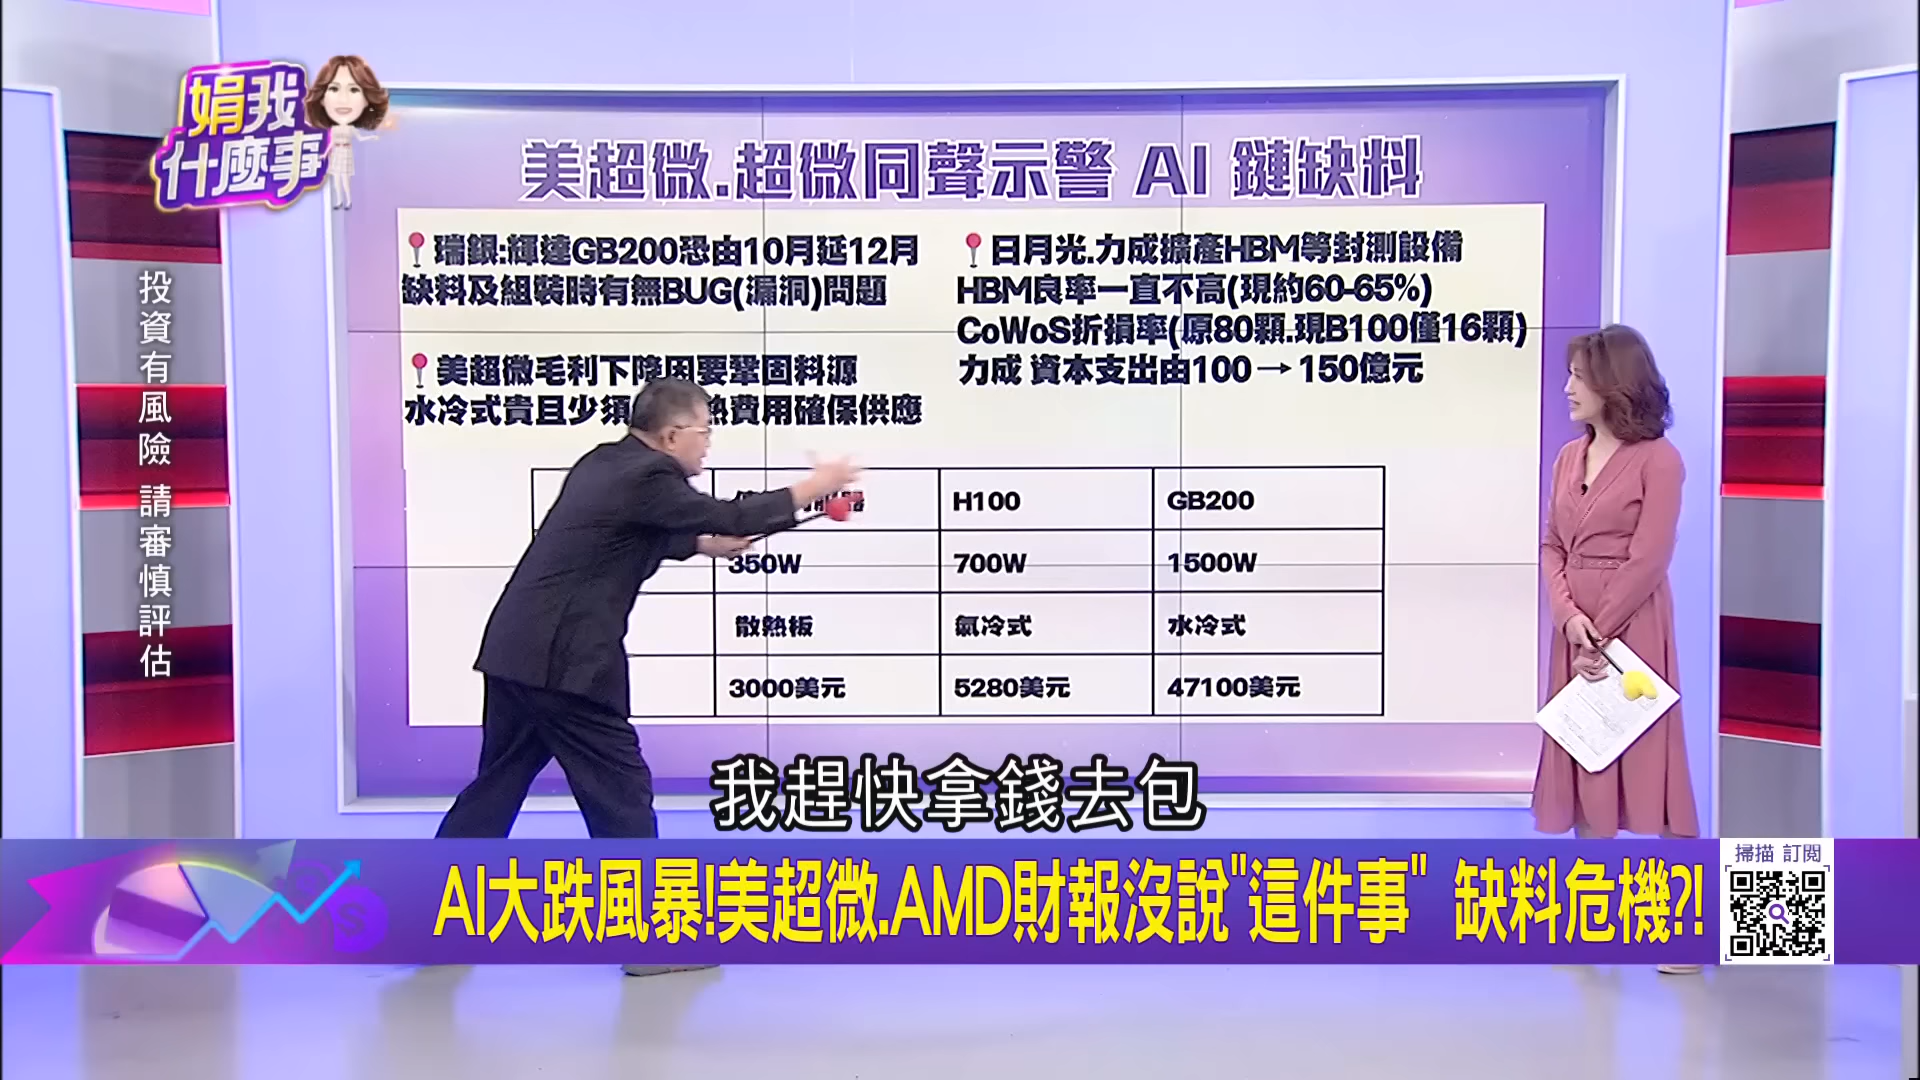 娟我
什麼事
投資有風險 請審慎評估
美超微.超微同聲示警 AI 鏈缺料
瑞銀:輝達GB200恐由10月延12月
缺料及組裝時有無BUG(漏洞)問題
美超微毛利下降因要鞏固料源
水冷式貴且少須
熱費用確保供應
日月光.力成擴產HBM等封測設備
HBM良率一直不高(現約60-65%)
CoWoS折損率(原80顆.現B100僅16顆)
力成 資本支出由100→150億元
H100
GB200
350W
700W
1500W
散熱板
氣冷式
水冷式
3000美元
5280美元
47100美元
我趕快拿錢去包
AI大跌風暴!美超微.AMD財報沒說"這件事" 缺料危機?!
掃描 訂閱